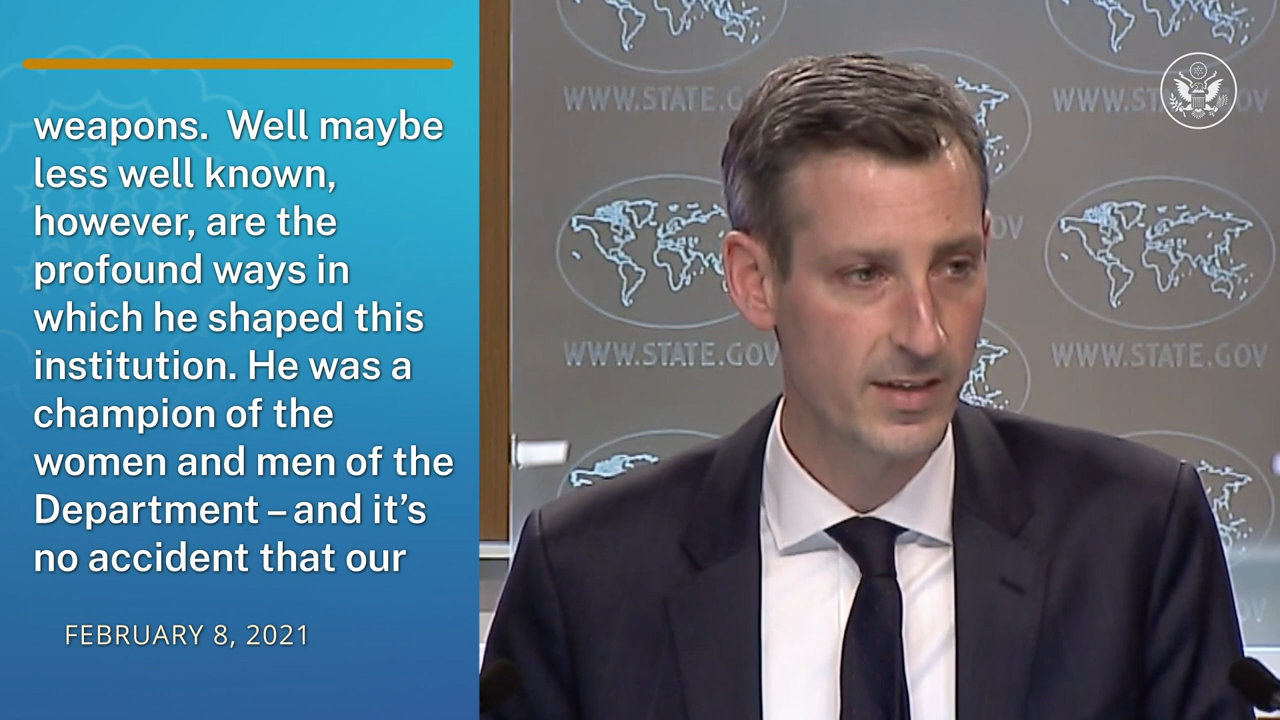 weapons.  Well maybe
less well known,
however, are the
profound ways in
which he shaped this
institution. He was a
champion of the
women and men of the
Department – and it’s
no accident that our
FEBRUARY 8, 2021
WWW.STATE.G
WWW.STATE.GOV
OV
WWW.STATE.GOV
WWW.STATE.GOV
OV